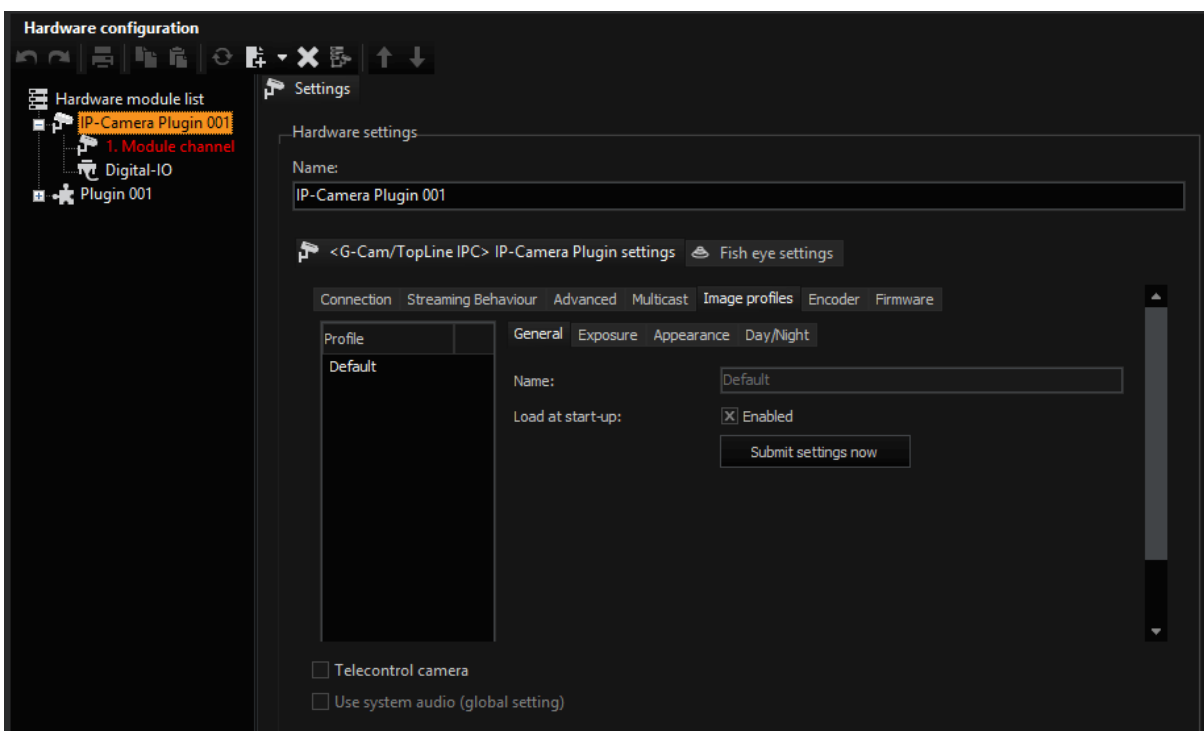 Hardware configuration
Hardware module list
IP-Camera Plugin 001
1. Module channel
Digital-IO
Plugin 001
Settings
Hardware settings
Name:
IP-Camera Plugin 001
<G-Cam/TopLine IPC> IP-Camera Plugin settings Fish eye settings
Connection Streaming Behaviour Advanced Multicast Image profiles Encoder Firmware
Profile
Default
General Exposure Appearance Day/Night
Name: Default
Load at start-up: Enabled
Submit settings now
Telecontrol camera
Use system audio (global setting)